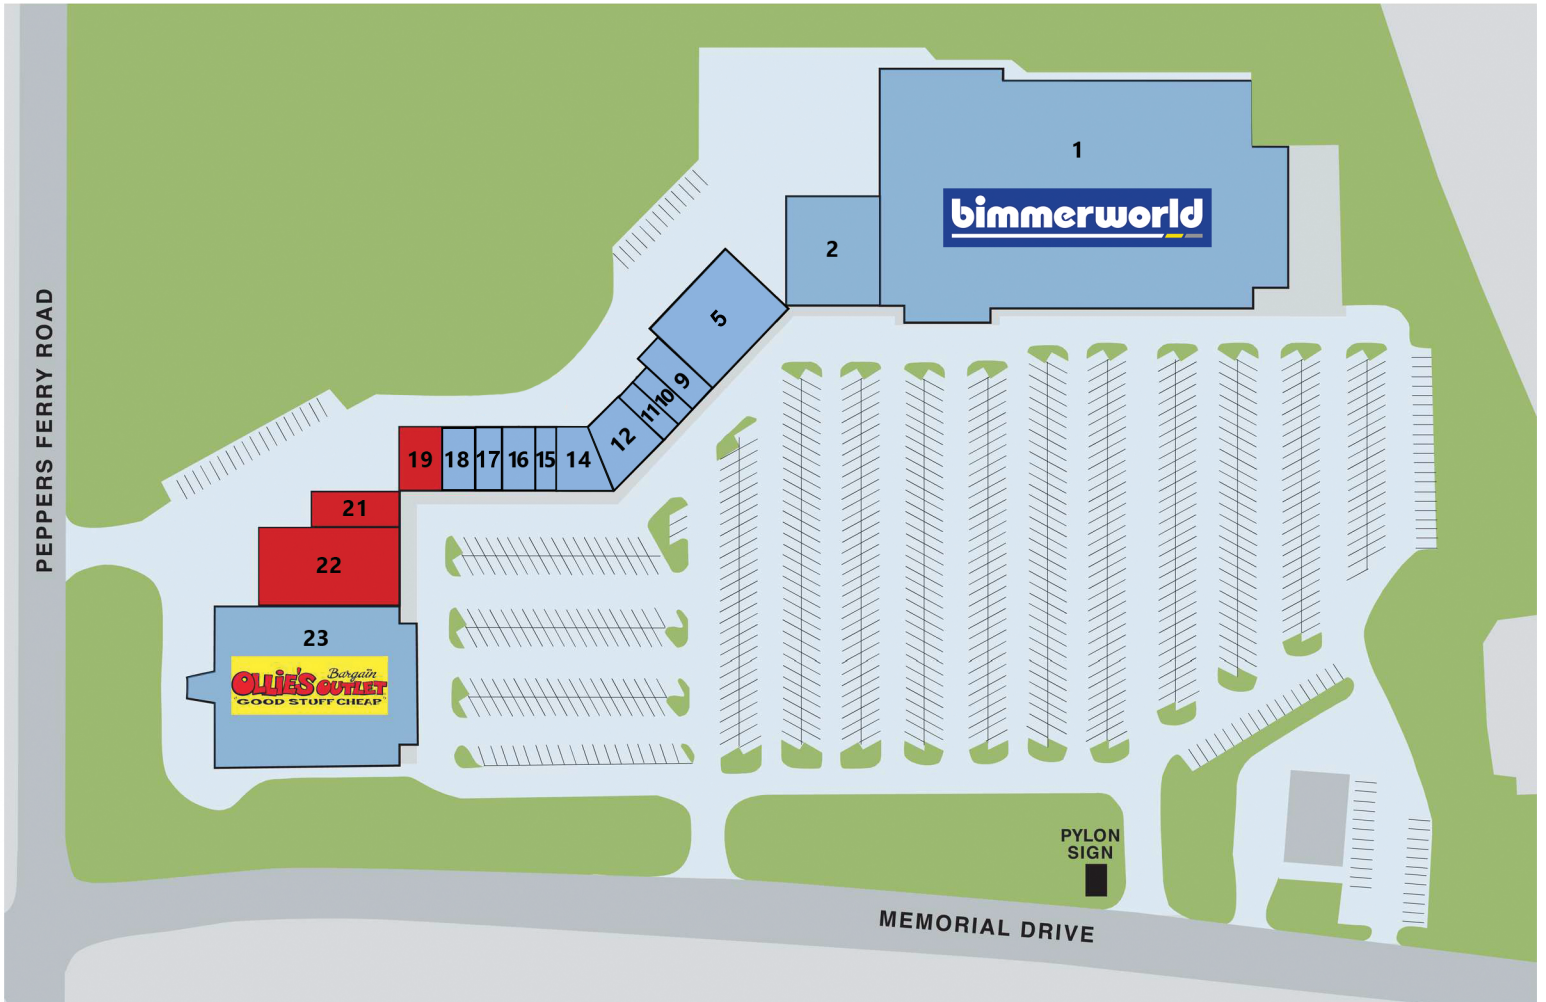 1
bimmerworld
2
5
9
10
11
12
14
15
16
17
18
19
21
22
23
OLLiE'S Bargain
OUTLET
"GOOD STUFF CHEAP"
PEPPERS FERRY ROAD
PYLON
SIGN
MEMORIAL DRIVE